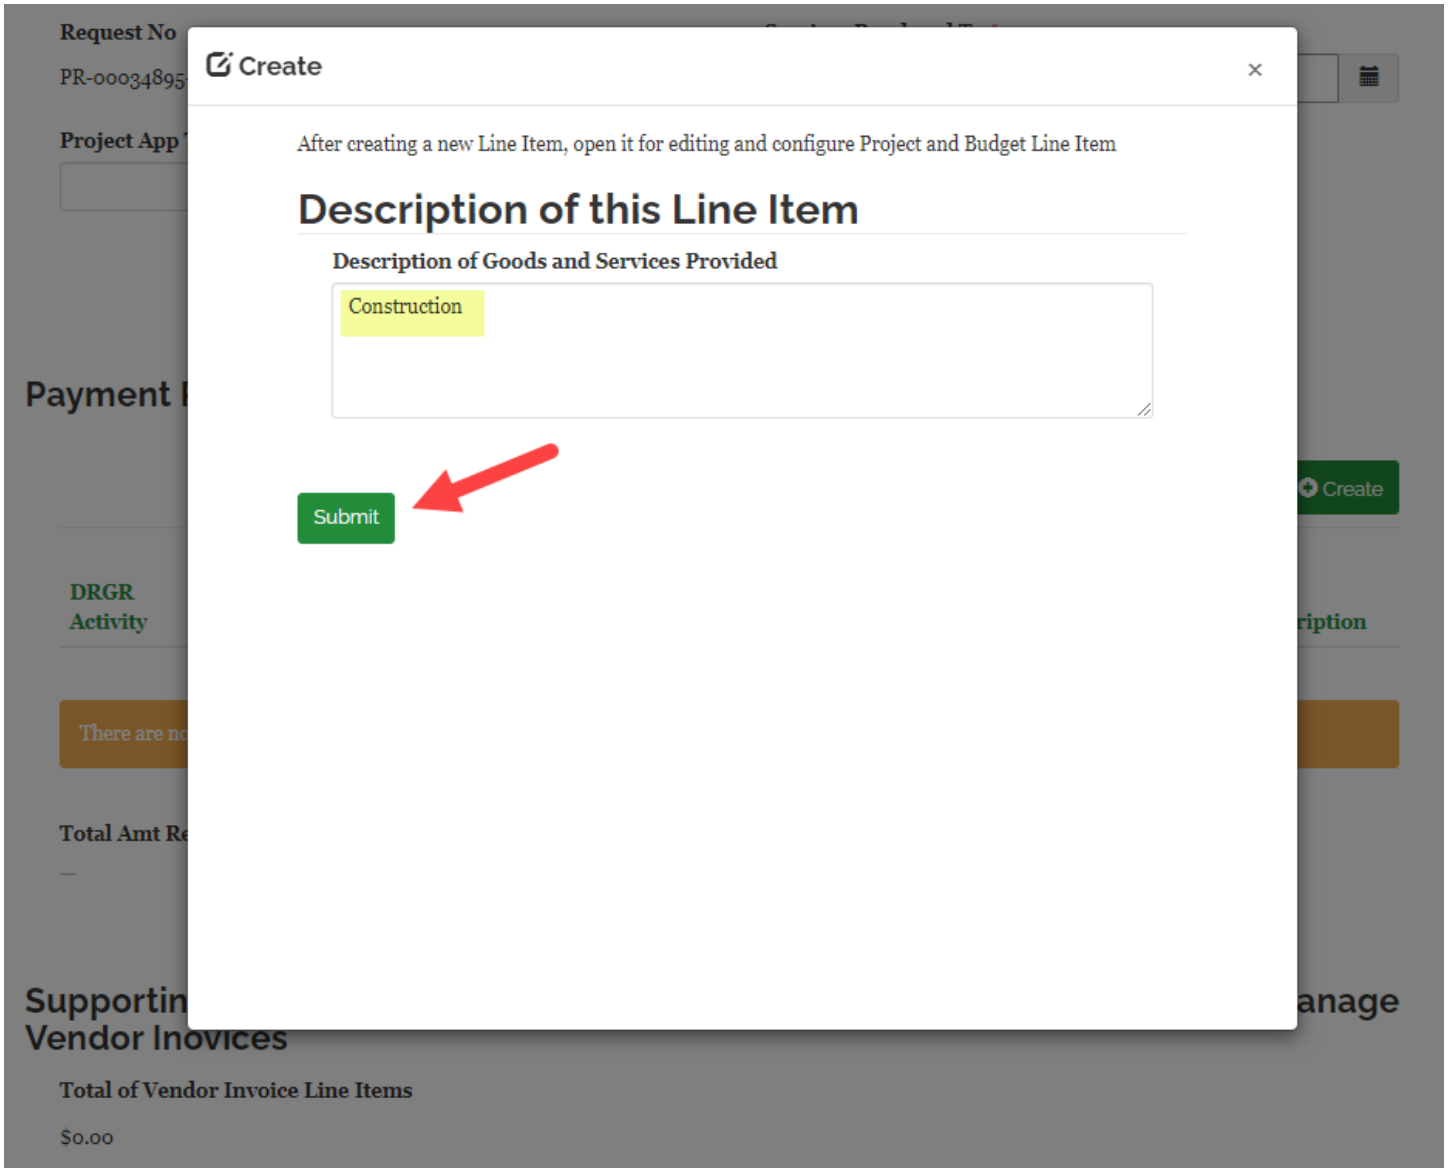 Request No
PR-00034895-
Project App
Create
×
After creating a new Line Item, open it for editing and configure Project and Budget Line Item
Description of this Line Item
Description of Goods and Services Provided
Construction
Submit
Payment
Create
DRGR
Activity
ription
There are no
Total Amt Re
—
Supportin
anage
Vendor Inovices
Total of Vendor Invoice Line Items
$0.00